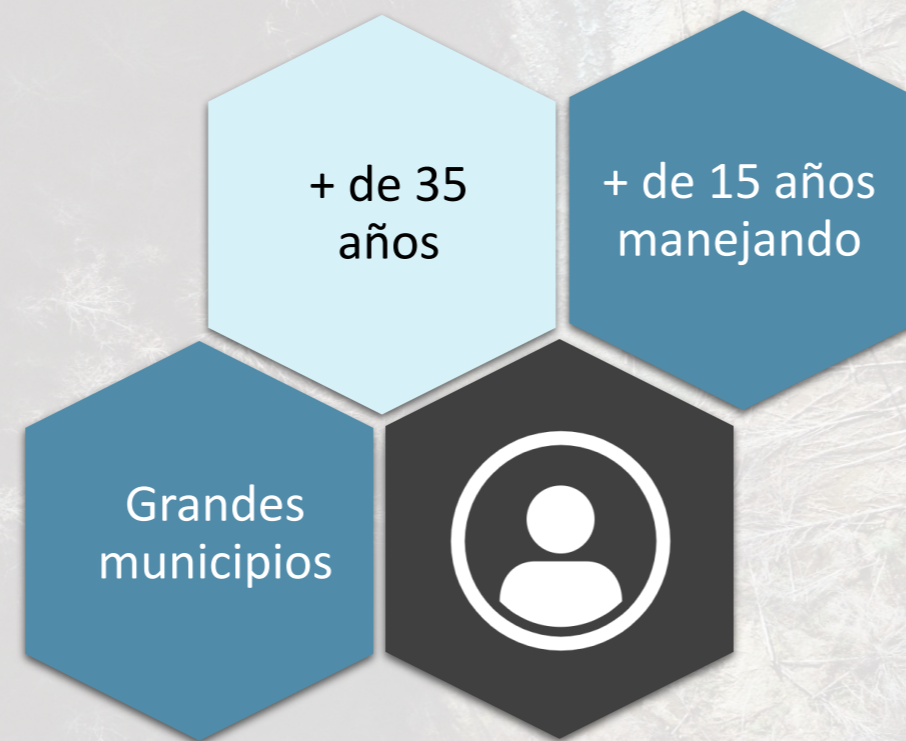 + de 35
años
+ de 15 años
manejando
Grandes
municipios